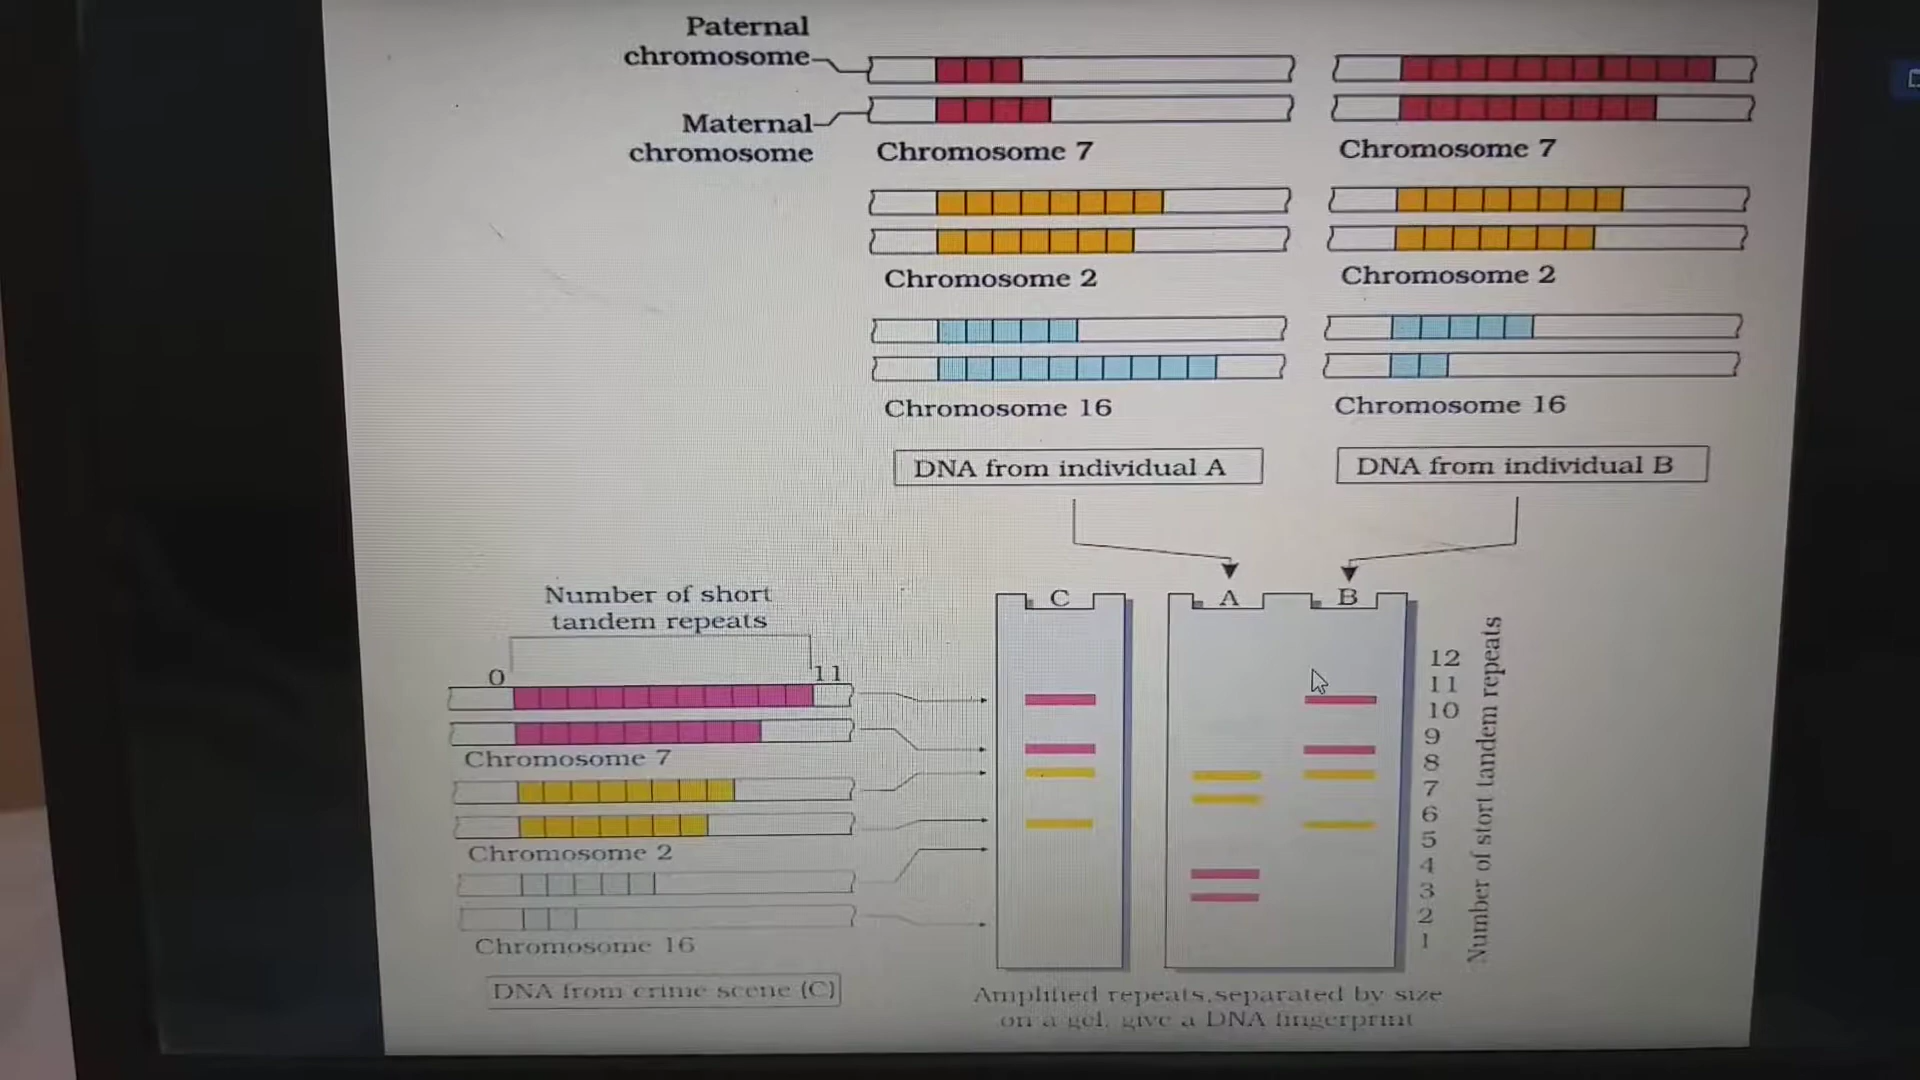 Paternal
chromosome
Maternal
chromosome
Chromosome 7
Chromosome 7
Chromosome 2
Chromosome 2
Chromosome 16
Chromosome 16
DNA from individual A
DNA from individual B
Number of short
tandem repeats
0
11
Chromosome 7
Chromosome 2
Chromosome 16
DNA from crime scene (C)
C
A
B
12
11
10
9
8
7
6
5
4
3
2
1
Number of stort tandem repeats
Amplified repeats, separated by size
on a gel, give a DNA fingerprint